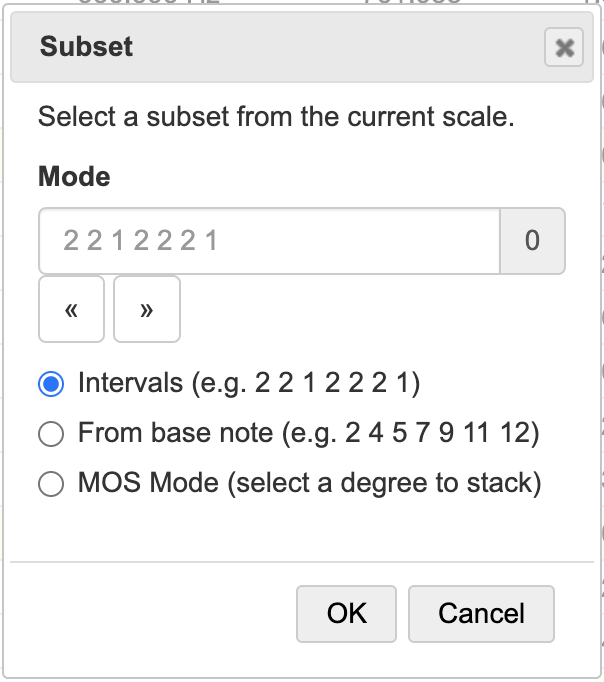 Subset
Select a subset from the current scale.
Mode
2 2 1 2 2 2 1 0
« »
Intervals (e.g. 2 2 1 2 2 2 1)
From base note (e.g. 2 4 5 7 9 11 12)
MOS Mode (select a degree to stack)
OK Cancel